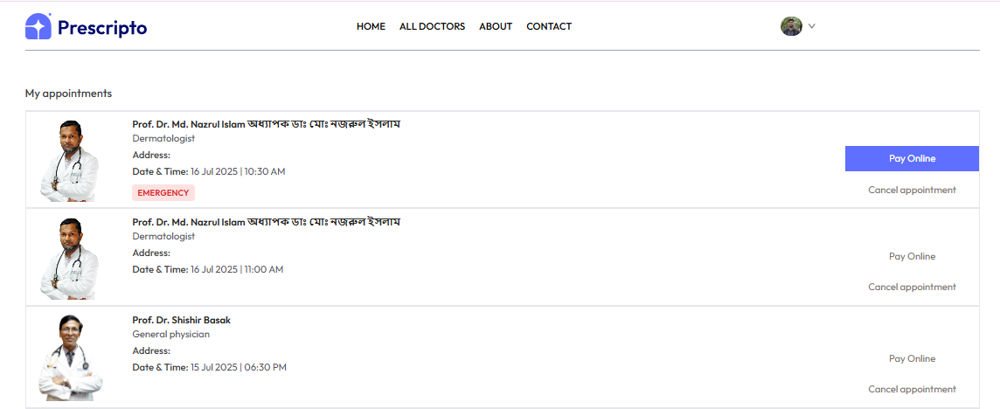 Prescripto
HOME ALL DOCTORS ABOUT CONTACT
My appointments
Prof. Dr. Md. Nazrul Islam অধ্যাপক ডাঃ মোঃ নজরুল ইসলাম
Dermatologist
Address:
Date & Time: 16 Jul 2025 | 10:30 AM
EMERGENCY
Pay Online
Cancel appointment
Prof. Dr. Md. Nazrul Islam অধ্যাপক ডাঃ মোঃ নজরুল ইসলাম
Dermatologist
Address:
Date & Time: 16 Jul 2025 | 11:00 AM
Pay Online
Cancel appointment
Prof. Dr. Shishir Basak
General physician
Address:
Date & Time: 15 Jul 2025 | 06:30 PM
Pay Online
Cancel appointment